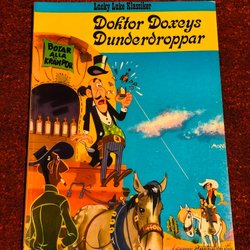 Lucky Luke Klassiker
Doktor Doxeys
Dunderdroppar
BOTAR
ALLA
KRÄMPOR